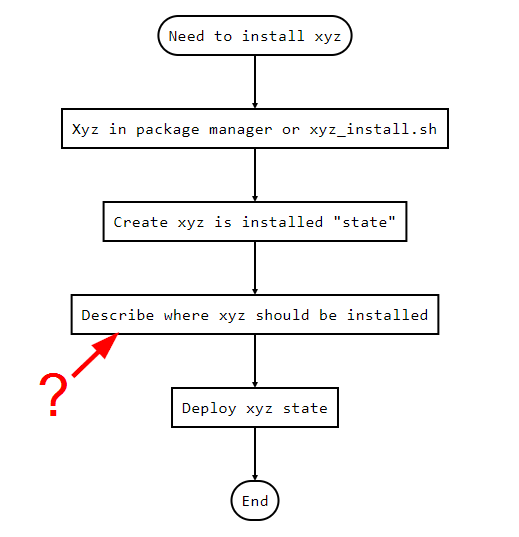 Need to install xyz
Xyz in package manager or xyz_install.sh
Create xyz is installed "state"
Describe where xyz should be installed
?
Deploy xyz state
End